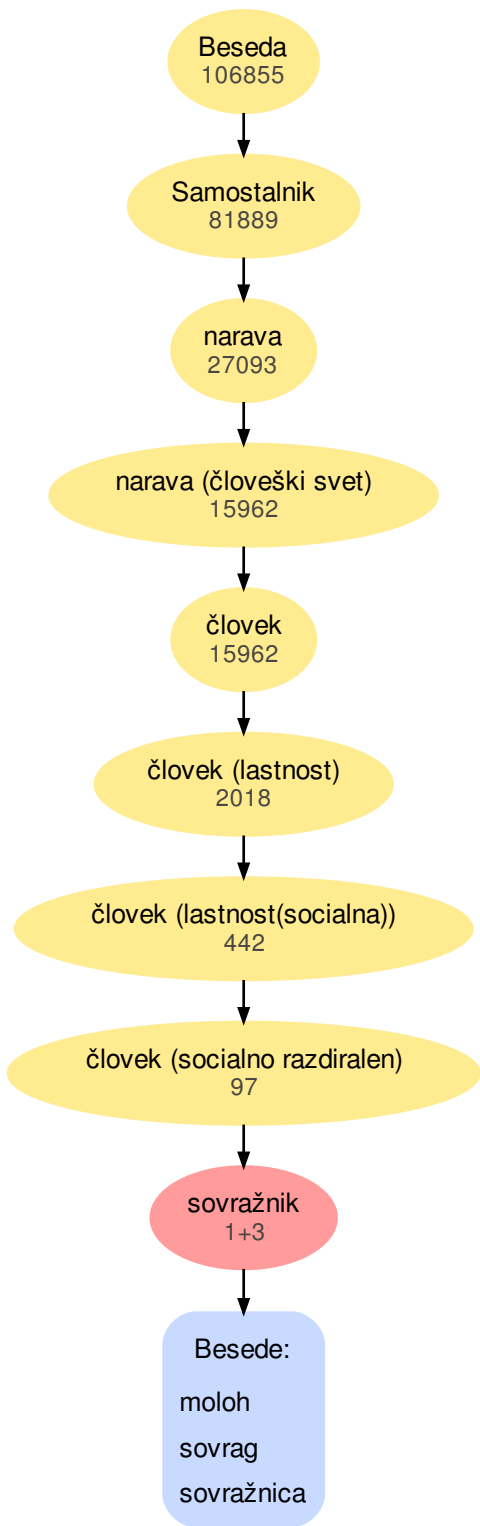 Beseda
106855
Samostalnik
81889
narava
27093
narava (človeški svet)
15962
človek
15962
človek (lastnost)
2018
človek (lastnost(socialna))
442
človek (socialno razdiralen)
97
sovražnik
1+3
Besede:
moloh
sovrag
sovražnica